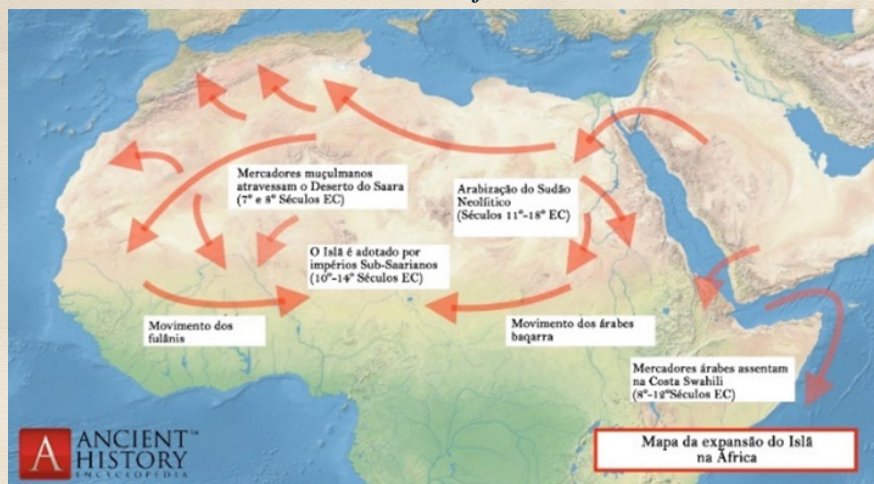 Mercadores muçulmanos
atravessam o Deserto do Saara
(7º e 8º Séculos EC)
Arabização do Sudão
Neolítico
(Séculos 11º-18º EC)
O Islã é adotado por
impérios Sub-Saarianos
(10º-14º Séculos EC)
Movimento dos
fulânis
Movimento dos árabes
baqarra
Mercadores árabes assentam
na Costa Swahili
(8º-12ºSéculos EC)
Mapa da expansão do Islã
na África
A ANCIENT™
HISTORY
ENCYCLOPEDIA